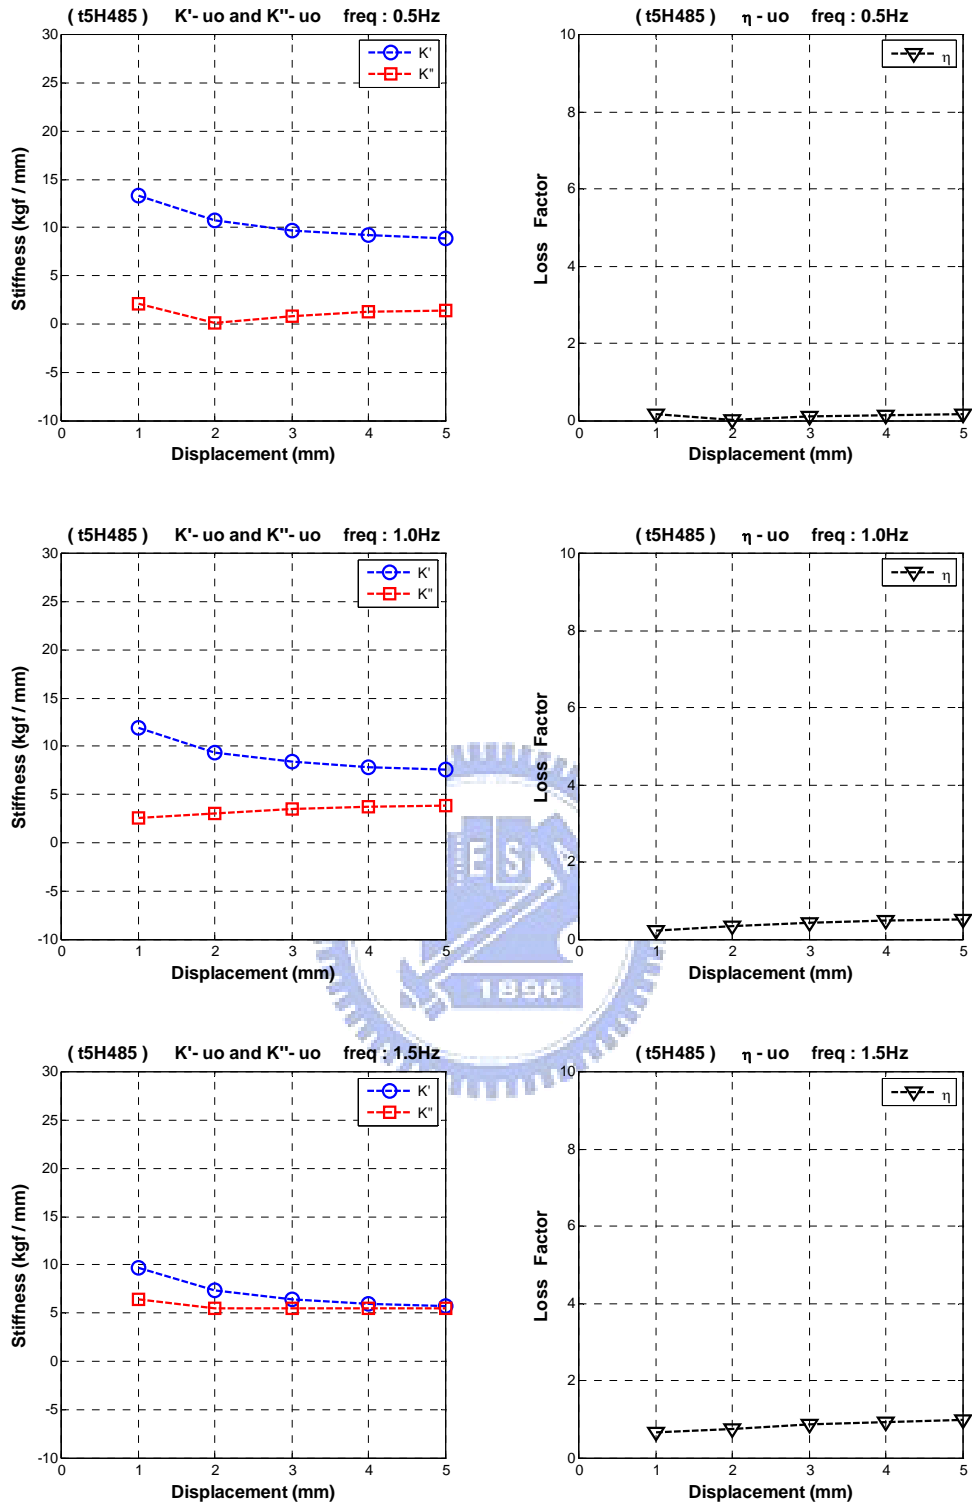 ( t5H485 ) K'- uo and K''- uo freq : 0.5Hz
30
25
20
15
10
5
0
-5
-10
Stiffness (kgf / mm)
K'
K''
0 1 2 3 4 5
Displacement (mm)
( t5H485 ) η - uo freq : 0.5Hz
10
8
6
4
2
0
Loss Factor
η
0 1 2 3 4 5
Displacement (mm)
( t5H485 ) K'- uo and K''- uo freq : 1.0Hz
30
25
20
15
10
5
0
-5
-10
Stiffness (kgf / mm)
K'
K''
0 1 2 3 4 5
Displacement (mm)
( t5H485 ) η - uo freq : 1.0Hz
10
8
6
4
2
0
Loss Factor
η
0 1 2 3 4 5
Displacement (mm)
E S
1896
( t5H485 ) K'- uo and K''- uo freq : 1.5Hz
30
25
20
15
10
5
0
-5
-10
Stiffness (kgf / mm)
K'
K''
0 1 2 3 4 5
Displacement (mm)
( t5H485 ) η - uo freq : 1.5Hz
10
8
6
4
2
0
Loss Factor
η
0 1 2 3 4 5
Displacement (mm)